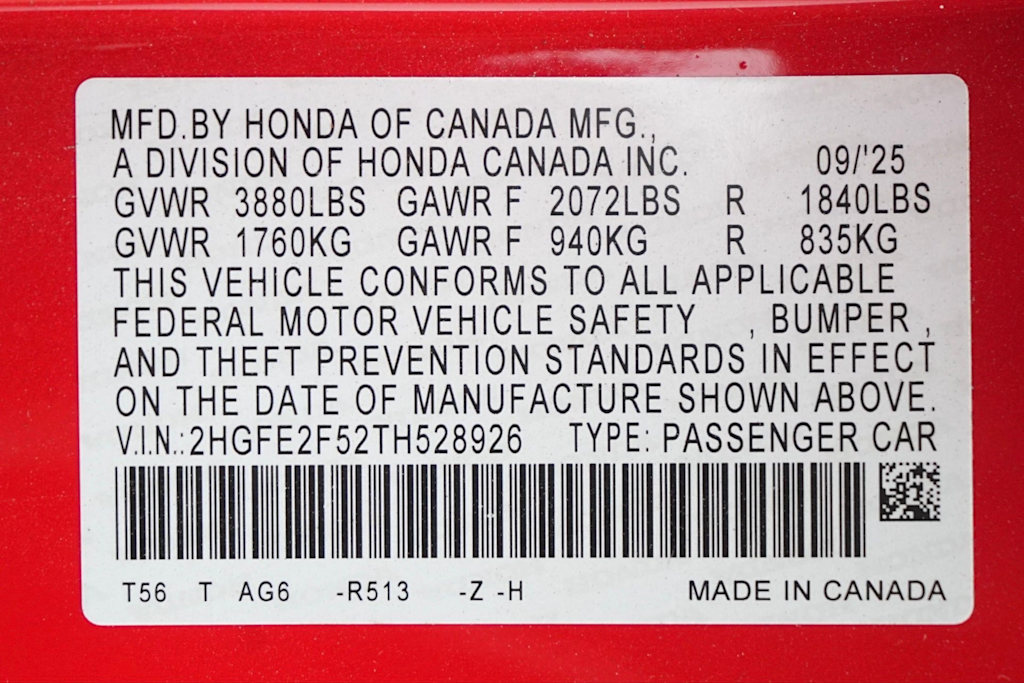 MFD.BY HONDA OF CANADA MFG.,
A DIVISION OF HONDA CANADA INC. 09/'25
GVWR 3880LBS GAWR F 2072LBS R 1840LBS
GVWR 1760KG GAWR F 940KG R 835KG
THIS VEHICLE CONFORMS TO ALL APPLICABLE
FEDERAL MOTOR VEHICLE SAFETY , BUMPER ,
AND THEFT PREVENTION STANDARDS IN EFFECT
ON THE DATE OF MANUFACTURE SHOWN ABOVE.
V.I.N.:2HGFE2F52TH528926 TYPE: PASSENGER CAR
T56 T AG6 -R513 -Z -H MADE IN CANADA